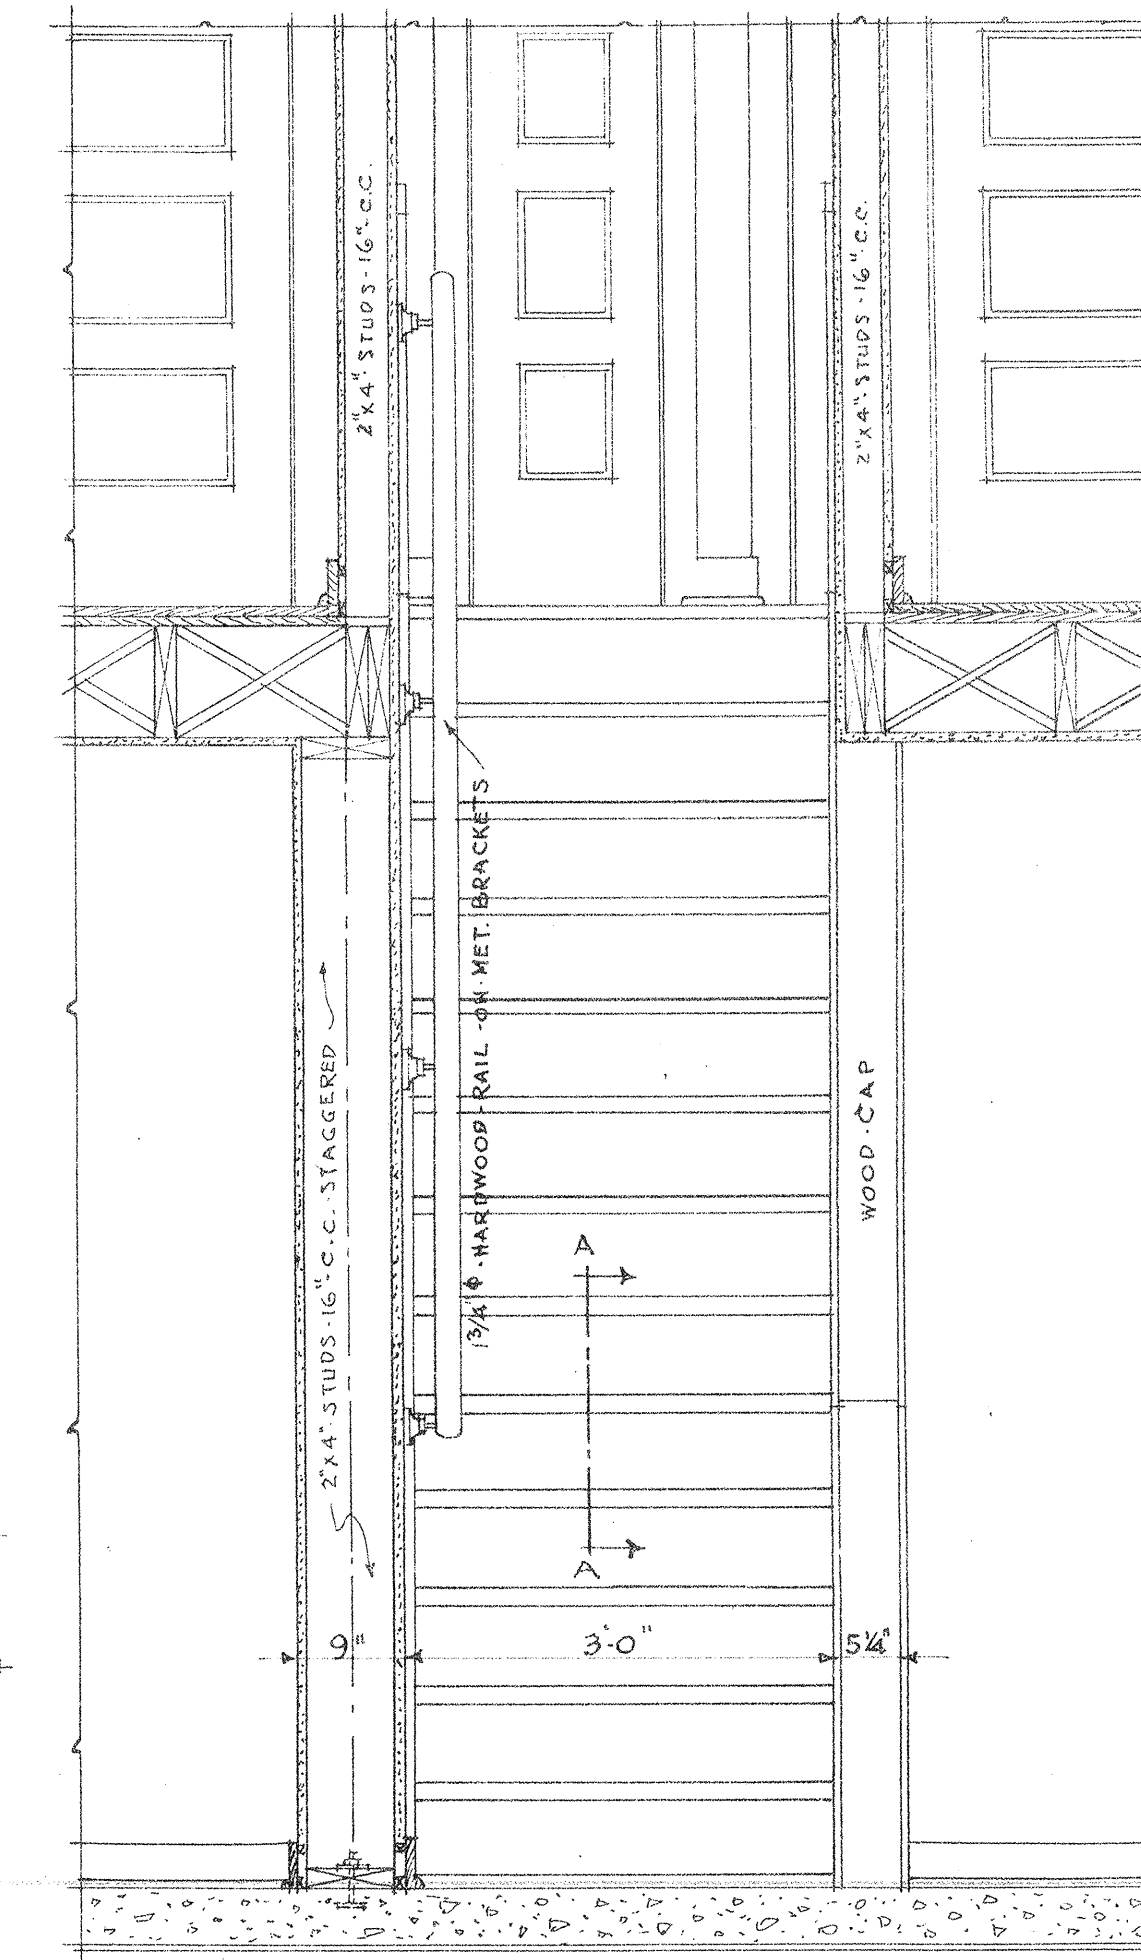 2"X4" STUDS · 16" · C.C.
2"X4" STUDS · 16" · C.C.
1 3/4" Φ · HARDWOOD · RAIL · ON · MET. BRACKETS
2"X4" STUDS · 16" · C.C. · STAGGERED
WOOD · CAP
A
A
9"
3'-0"
5 1/4"